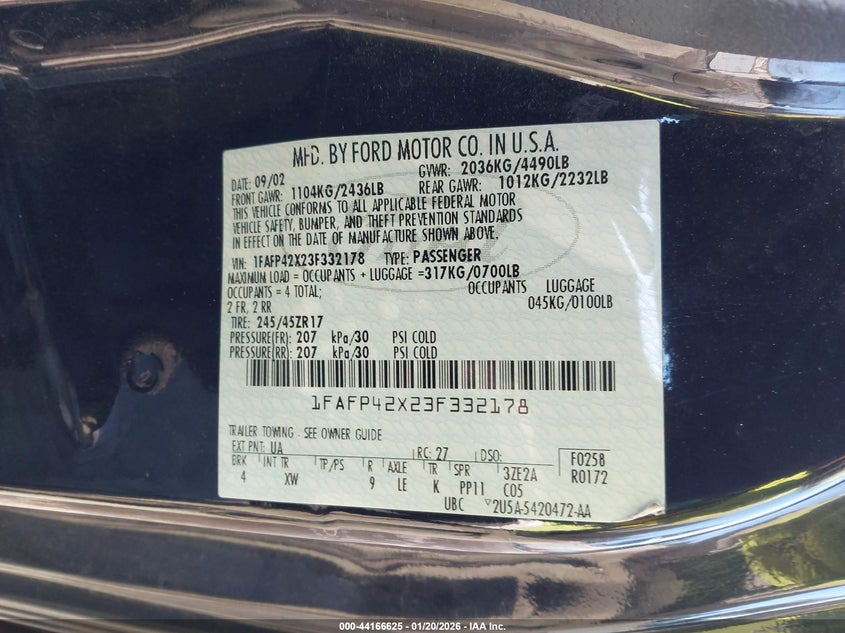 MFD. BY FORD MOTOR CO. IN U.S.A.
DATE: 09/02 GVWR: 2036KG/4490LB
FRONT GAWR: 1104KG/2436LB REAR GAWR: 1012KG/2232LB
THIS VEHICLE CONFORMS TO ALL APPLICABLE FEDERAL MOTOR
VEHICLE SAFETY, BUMPER, AND THEFT PREVENTION STANDARDS
IN EFFECT ON THE DATE OF MANUFACTURE SHOWN ABOVE.
VIN: 1FAFP42X23F332178 TYPE: PASSENGER
MAXIMUM LOAD = OCCUPANTS + LUGGAGE =317KG/0700LB
OCCUPANTS = 4 TOTAL; OCCUPANTS LUGGAGE
2 FR, 2 RR 045KG/0100LB
TIRE: 245/45ZR17
PRESSURE(FR): 207 kPa/30 PSI COLD
PRESSURE(RR): 207 kPa/30 PSI COLD
1FAFP42X23F332178
TRAILER TOWING - SEE OWNER GUIDE
EXT PNT: UA RC: 27 DSO: F0258
BRK INT TR TP/PS R AXLE TR SPR 3ZE2A R0172
4 XW 9 LE K PP11 C05
UBC 2U5A-5420472-AA
000-44166625 - 01/20/2026 - IAA Inc.